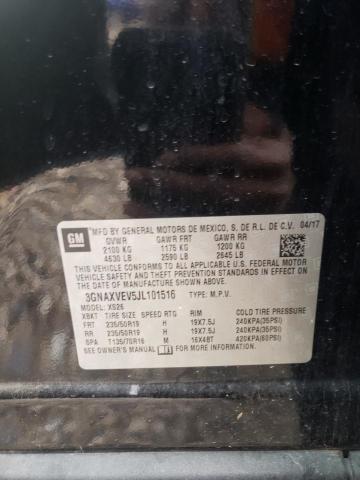 GM
MFD BY GENERAL MOTORS DE MEXICO, S. DE R.L. DE C.V. 04/17
GVWR GAWR FRT GAWR RR
2100 KG 1175 KG 1200 KG
4630 LB 2590 LB 2645 LB
THIS VEHICLE CONFORMS TO ALL APPLICABLE U.S. FEDERAL MOTOR
VEHICLE SAFETY, BUMPER, AND THEFT PREVENTION
STANDARDS IN EFFECT ON THE DATE
OF MANUFACTURE SHOWN ABOVE.
3GNAXVEV5JL101516 TYPE: M.P.V.
MODEL: XS26
XBXT TIRE SIZE SPEED RTG RIM COLD TIRE PRESSURE
FRT 235/50R19 H 19X7.5J 240KPA(35PSI)
RR 235/50R19 H 19X7.5J 240KPA(35PSI)
SPA T135/70R16 M 16X4BT 420KPA(60PSI)
SEE OWNER'S MANUAL FOR MORE INFORMATION